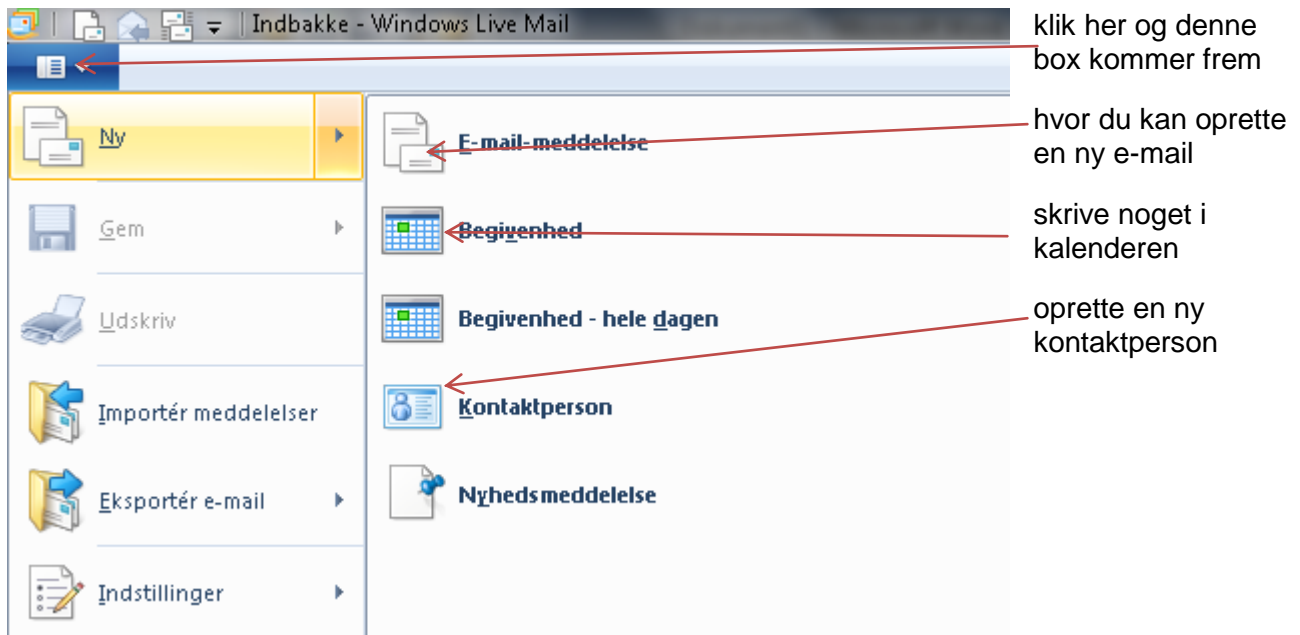 Indbakke - Windows Live Mail
klik her og denne
box kommer frem
Ny
E-mail-meddelelse
hvor du kan oprette
en ny e-mail
Gem
Begivenhed
skrive noget i
kalenderen
Udskriv
Begivenhed - hele dagen
oprette en ny
kontaktperson
Importér meddelelser
Kontaktperson
Eksportér e-mail
Nyhedsmeddelelse
Indstillinger